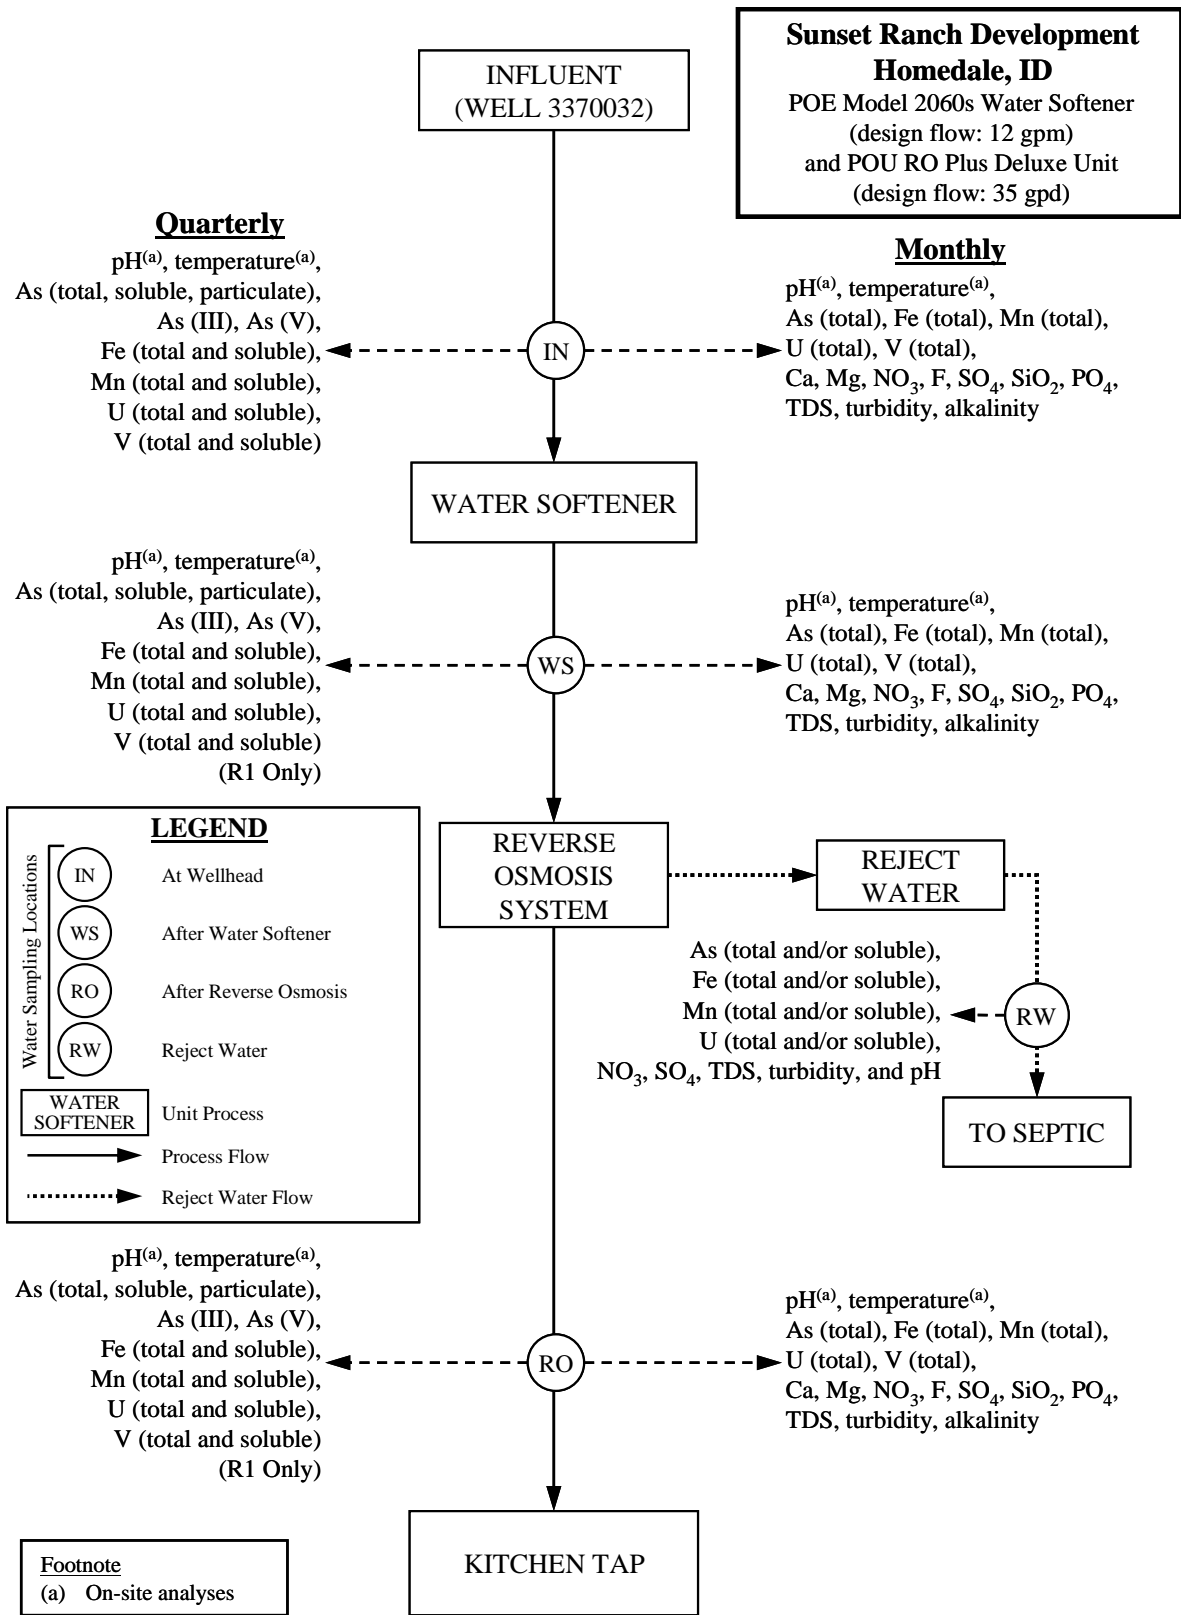 Sunset Ranch Development
Homedale, ID
POE Model 2060s Water Softener
(design flow: 12 gpm)
and POU RO Plus Deluxe Unit
(design flow: 35 gpd)
INFLUENT
(WELL 3370032)
Quarterly
pH(a), temperature(a),
As (total, soluble, particulate),
As (III), As (V),
Fe (total and soluble),
Mn (total and soluble),
U (total and soluble),
V (total and soluble)
IN
Monthly
pH(a), temperature(a),
As (total), Fe (total), Mn (total),
U (total), V (total),
Ca, Mg, NO3, F, SO4, SiO2, PO4,
TDS, turbidity, alkalinity
WATER SOFTENER
pH(a), temperature(a),
As (total, soluble, particulate),
As (III), As (V),
Fe (total and soluble),
Mn (total and soluble),
U (total and soluble),
V (total and soluble)
(R1 Only)
WS
pH(a), temperature(a),
As (total), Fe (total), Mn (total),
U (total), V (total),
Ca, Mg, NO3, F, SO4, SiO2, PO4,
TDS, turbidity, alkalinity
LEGEND
Water Sampling Locations
IN At Wellhead
WS After Water Softener
RO After Reverse Osmosis
RW Reject Water
WATER
SOFTENER
Unit Process
Process Flow
Reject Water Flow
REVERSE
OSMOSIS
SYSTEM
REJECT
WATER
As (total and/or soluble),
Fe (total and/or soluble),
Mn (total and/or soluble),
U (total and/or soluble),
NO3, SO4, TDS, turbidity, and pH
RW
TO SEPTIC
pH(a), temperature(a),
As (total, soluble, particulate),
As (III), As (V),
Fe (total and soluble),
Mn (total and soluble),
U (total and soluble),
V (total and soluble)
(R1 Only)
RO
pH(a), temperature(a),
As (total), Fe (total), Mn (total),
U (total), V (total),
Ca, Mg, NO3, F, SO4, SiO2, PO4,
TDS, turbidity, alkalinity
KITCHEN TAP
Footnote
(a) On-site analyses